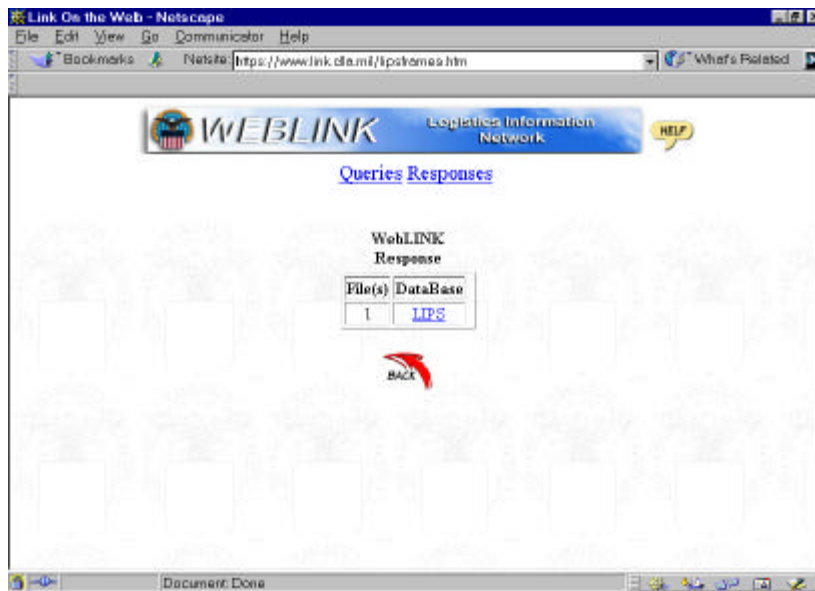 Link On the Web - Netscape
File Edit View Go Communicator Help
Bookmarks Netsite: https://www.link.dla.mil/lipsframes.htm What's Related
WEBLINK Logistics Information Network HELP
Queries Responses
WebLINK
Response
File(s) DataBase
1 LIPS
BACK
Document: Done